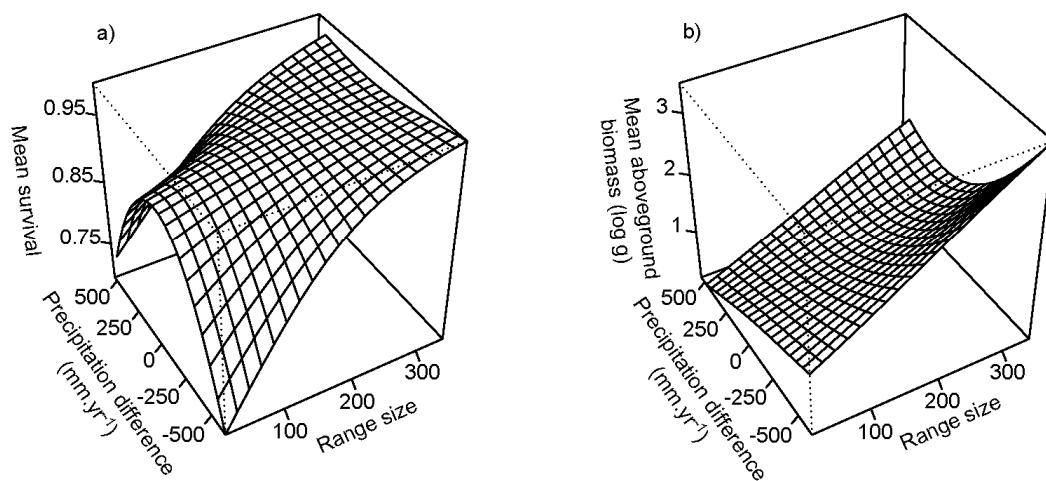 a)
Mean survival
0.95
0.85
0.75
500
250
0
-250
-500
Precipitation difference
(mm.yr⁻¹)
100
200
300
Range size
b)
Mean aboveground
biomass (log g)
3
2
1
500
250
0
-250
-500
Precipitation difference
(mm.yr⁻¹)
100
200
300
Range size